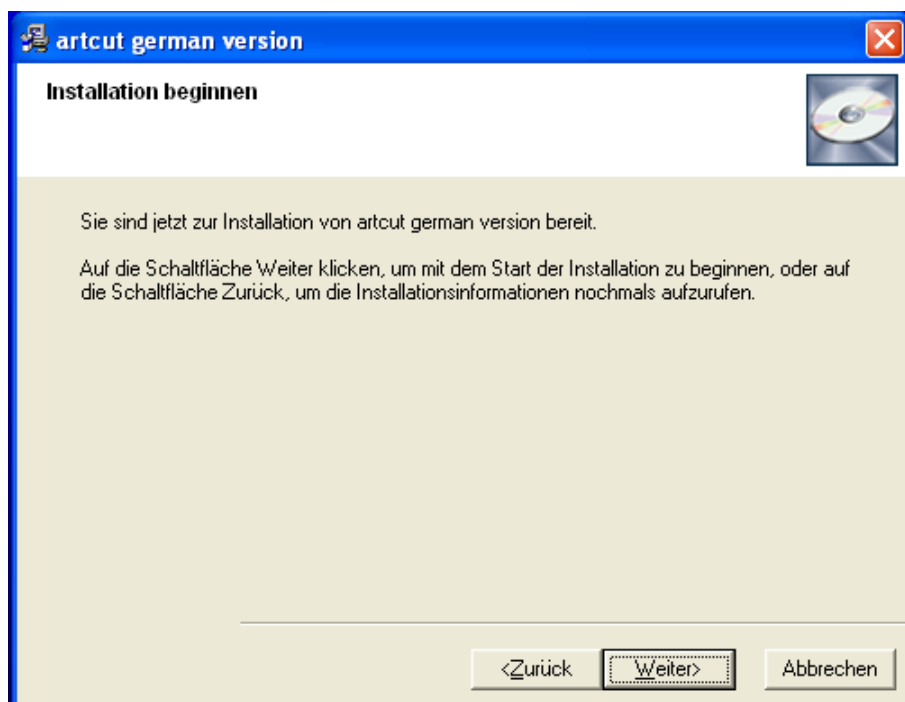 artcut german version
Installation beginnen
Sie sind jetzt zur Installation von artcut german version bereit.
Auf die Schaltfläche Weiter klicken, um mit dem Start der Installation zu beginnen, oder auf
die Schaltfläche Zurück, um die Installationsinformationen nochmals aufzurufen.
<Zurück Weiter> Abbrechen